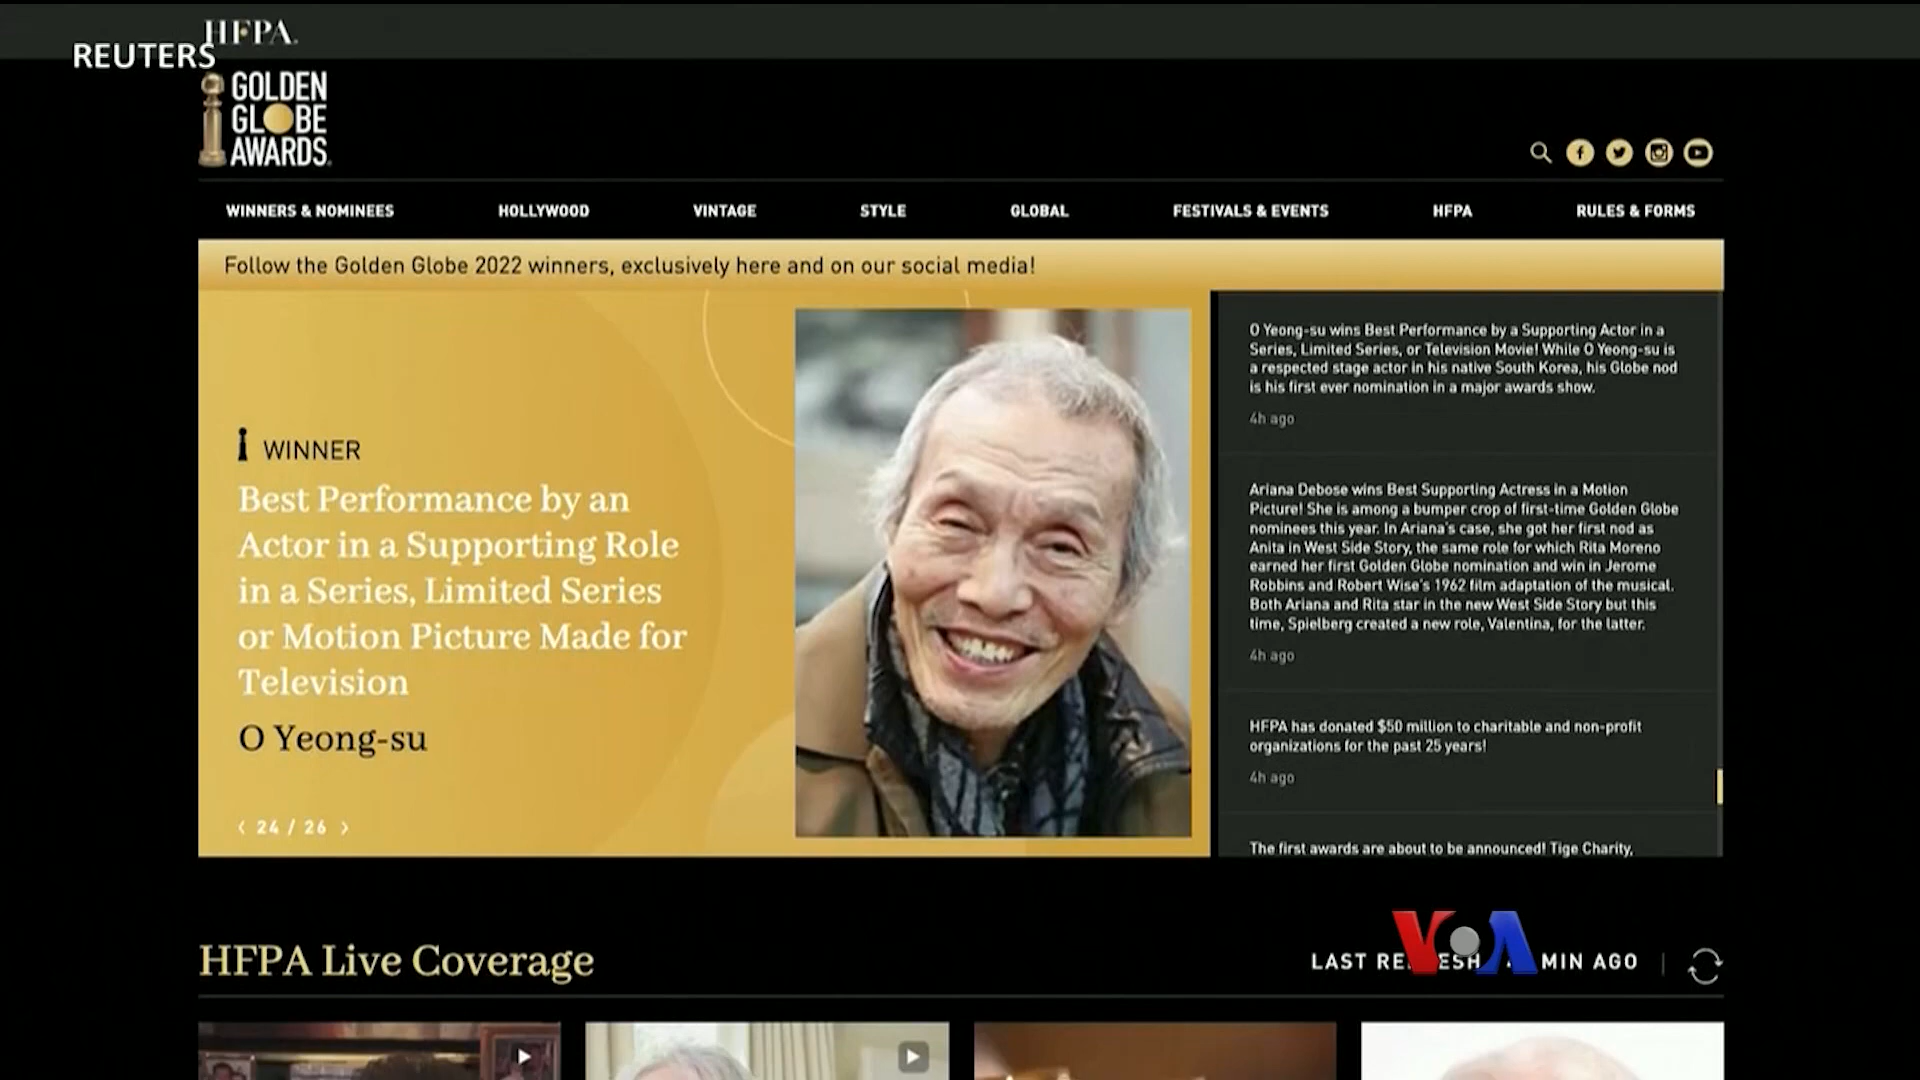 HFPA.
REUTERS
GOLDEN
GLOBE
AWARDS
WINNERS & NOMINEES
HOLLYWOOD
VINTAGE
STYLE
GLOBAL
FESTIVALS & EVENTS
HFPA
RULES & FORMS
Follow the Golden Globe 2022 winners, exclusively here and on our social media!
WINNER
Best Performance by an
Actor in a Supporting Role
in a Series, Limited Series
or Motion Picture Made for
Television
O Yeong-su
24 / 26
O Yeong-su wins Best Performance by a Supporting Actor in a
Series, Limited Series, or Television Movie! While O Yeong-su is
a respected stage actor in his native South Korea, his Globe nod
is his first ever nomination in a major awards show.
4h ago
Ariana Debose wins Best Supporting Actress in a Motion
Picture! She is among a bumper crop of first-time Golden Globe
nominees this year. In Ariana's case, she got her first nod as
Anita in West Side Story, the same role for which Rita Moreno
earned her first Golden Globe nomination and win in Jerome
Robbins and Robert Wise's 1962 film adaptation of the musical.
Both Ariana and Rita star in the new West Side Story but this
time, Spielberg created a new role, Valentina, for the latter.
4h ago
HFPA has donated $50 million to charitable and non-profit
organizations for the past 25 years!
4h ago
The first awards are about to be announced! Tige Charity,
HFPA Live Coverage
LAST MIN AGO
VOA